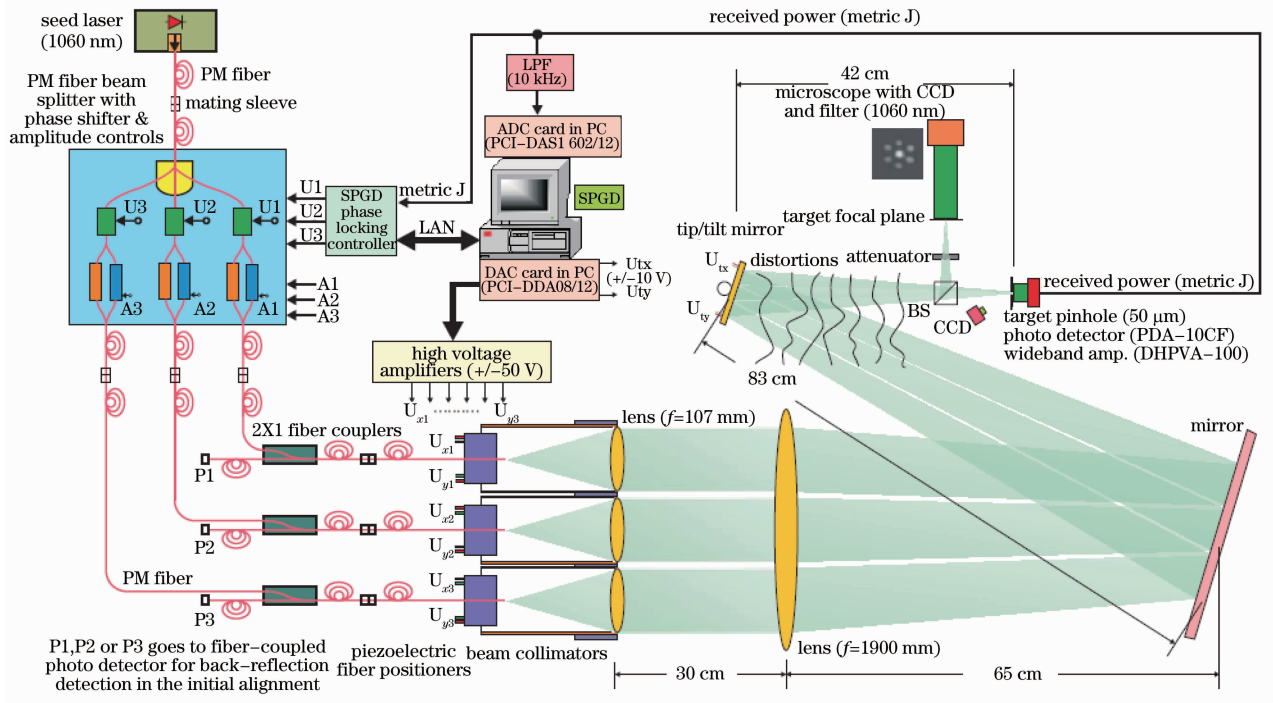 seed laser
(1060 nm)
PM fiber
PM fiber beam
splitter with
phase shifter &
amplitude controls
mating sleeve
U3
U2
U1
A3
A2
A1
U1
U2
U3
A1
A2
A3
SPGD
phase
locking
controller
metric J
LAN
received power (metric J)
LPF
(10 kHz)
ADC card in PC
(PCI-DAS1 602/12)
SPGD
DAC card in PC
(PCI-DDA08/12)
Utx
(+/-10 V)
Uty
high voltage
amplifiers (+/-50 V)
Ux1
Uy3
42 cm
microscope with CCD
and filter (1060 nm)
target focal plane
tip/tilt mirror
Utx
Uty
distortions
attenuator
BS
CCD
received power (metric J)
target pinhole (50 μm)
photo detector (PDA-10CF)
wideband amp. (DHPVA-100)
83 cm
mirror
2X1 fiber couplers
P1
P2
P3
PM fiber
Ux1
Uy1
Ux2
Uy2
Ux3
Uy3
lens (f=107 mm)
lens (f=1900 mm)
P1,P2 or P3 goes to fiber-coupled
photo detector for back-reflection
detection in the initial alignment
piezoelectric
fiber positioners
beam collimators
30 cm
65 cm